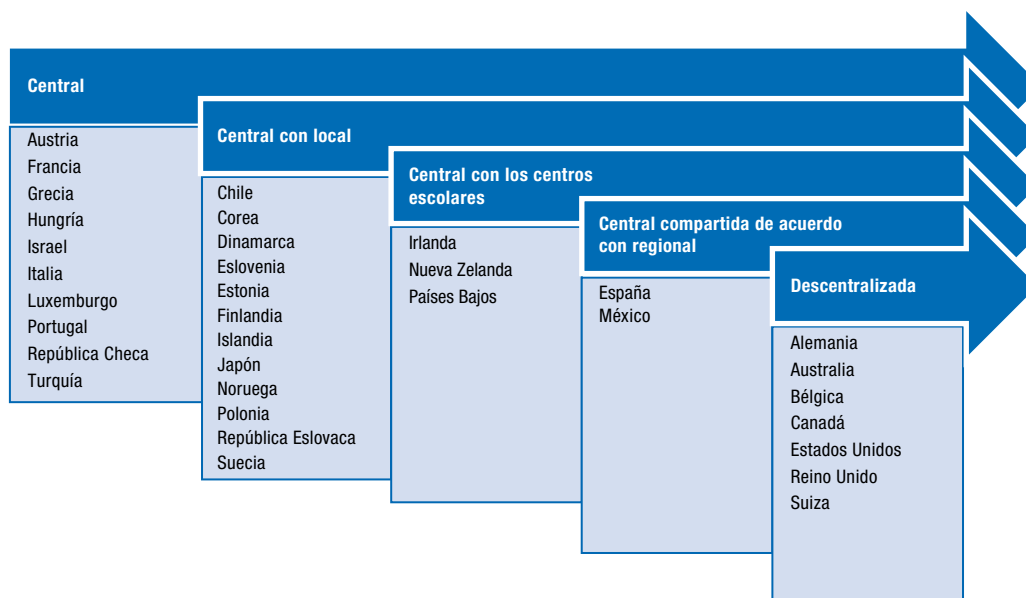 Central
Austria
Francia
Grecia
Hungría
Israel
Italia
Luxemburgo
Portugal
República Checa
Turquía
Central con local
Chile
Corea
Dinamarca
Eslovenia
Estonia
Finlandia
Islandia
Japón
Noruega
Polonia
República Eslovaca
Suecia
Central con los centros
escolares
Irlanda
Nueva Zelanda
Países Bajos
Central compartida de acuerdo
con regional
España
México
Descentralizada
Alemania
Australia
Bélgica
Canadá
Estados Unidos
Reino Unido
Suiza